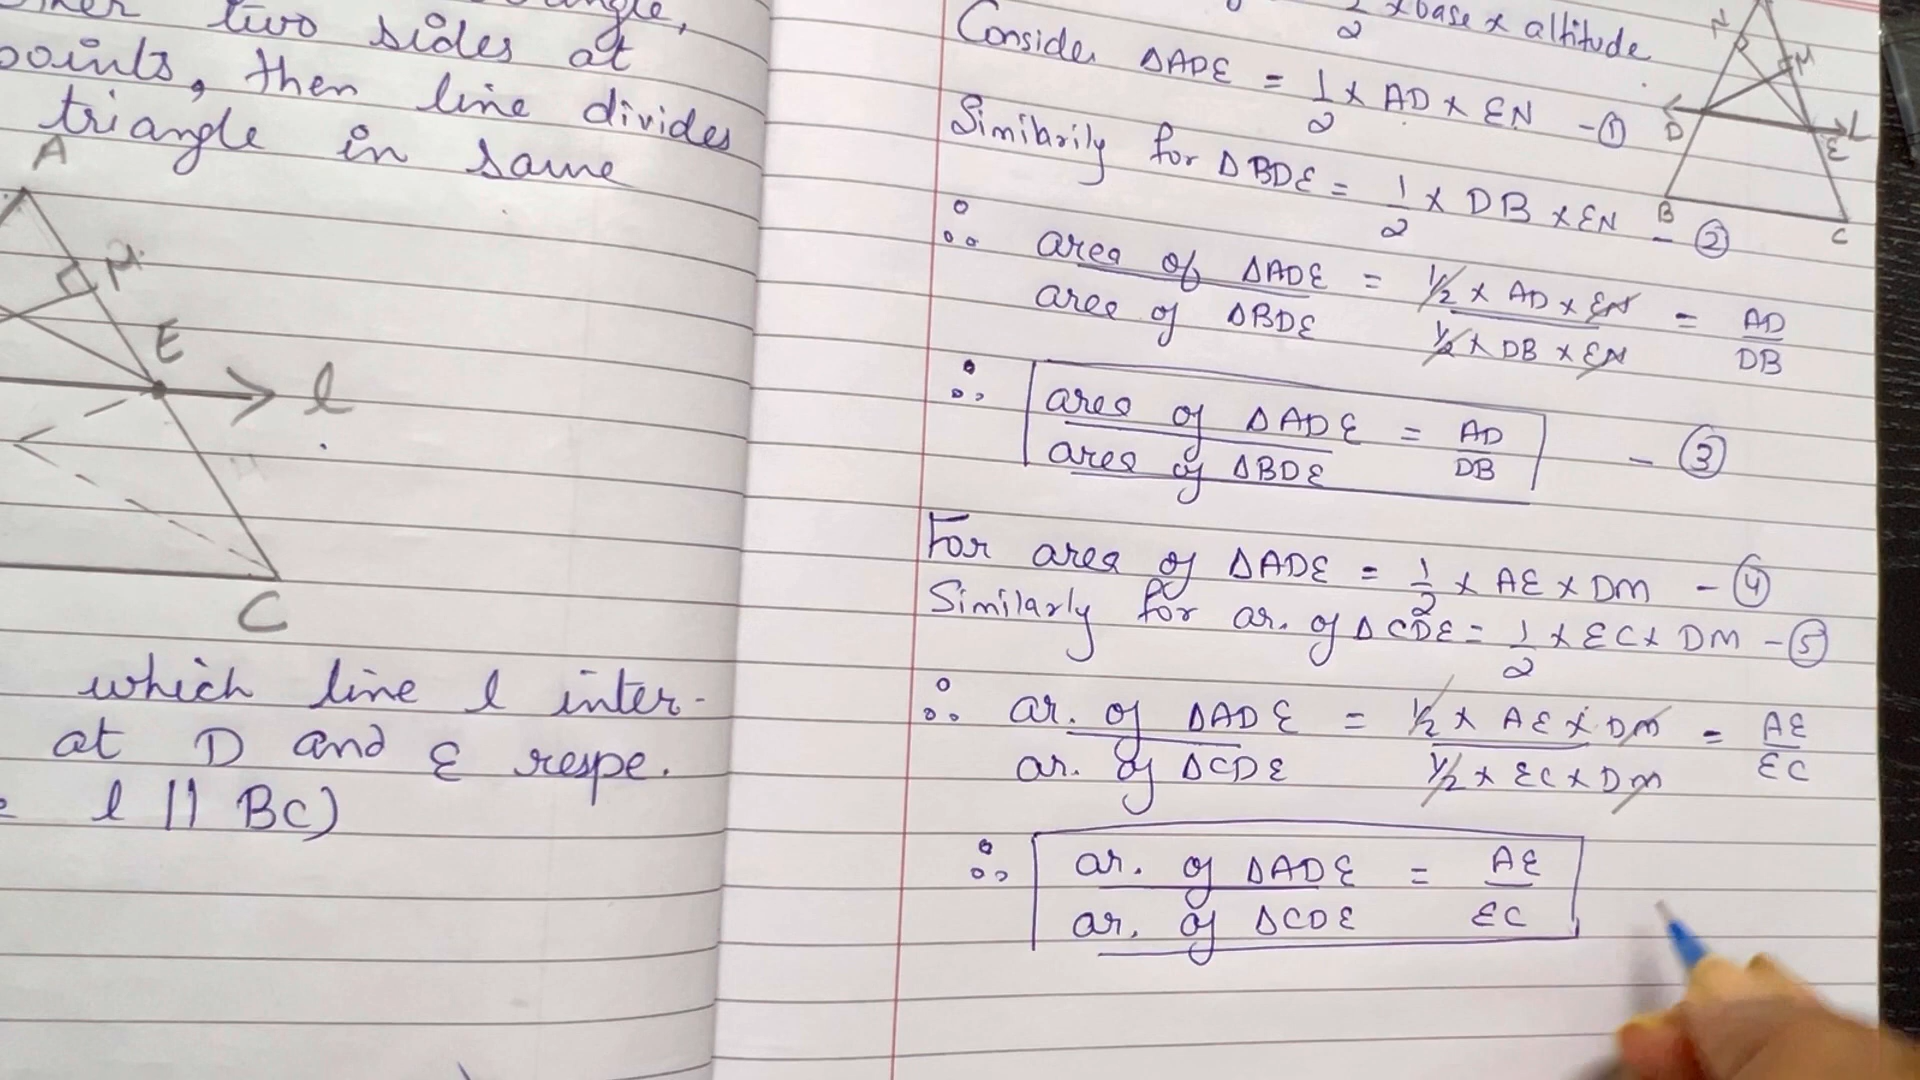 two sides at
points, then line divides
triangle in same
A
M
E
l
C
which line l inter-
at D and E respe.
l || BC)
1/2 x base x altitude
Conside, ΔADE = 1/2 x AD x EN -①
Similarily for ΔBDE = 1/2 x DB x EN - ②
∴ area of ΔADE / area of ΔBDE = 1/2 x AD x EN / 1/2 x DB x EN = AD / DB
∴ area of ΔADE / area of ΔBDE = AD / DB - ③
For area of ΔADE = 1/2 x AE x DM - ④
Similarly for ar. of ΔCDE = 1/2 x EC x DM - ⑤
∴ ar. of ΔADE / ar. of ΔCDE = 1/2 x AE x DM / 1/2 x EC x DM = AE / EC
∴ ar. of ΔADE / ar. of ΔCDE = AE / EC
N
M
D
L
E
B
C